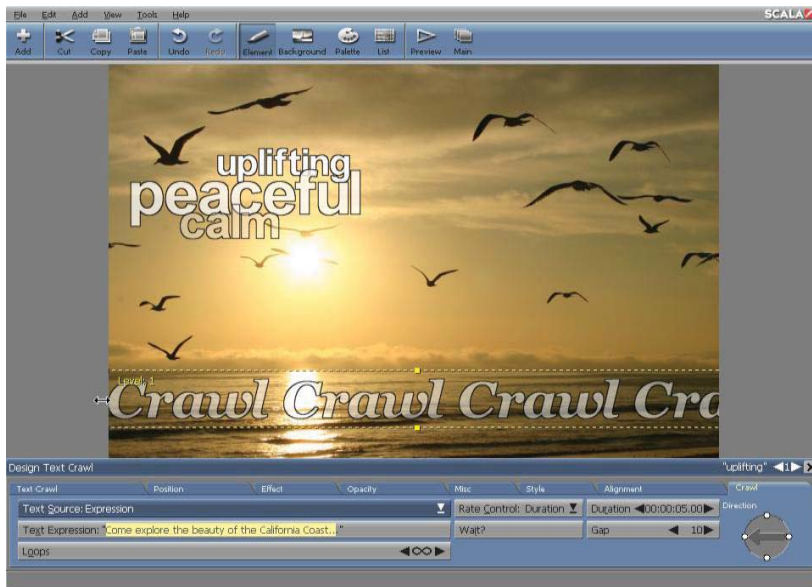 File Edit Add View Tools Help SCALA
Add Cut Copy Paste Undo Redo Element Background Palette List Preview Main
uplifting
peaceful
calm
Level: 1
Crawl Crawl Crawl Cra
Design Text Crawl "uplifting" 1
Text Crawl Position Effect Opacity Misc Style Alignment Crawl
Text Source: Expression Rate Control: Duration Duration 00:00:05.00 Direction
Text Expression: "Come explore the beauty of the California Coast..." Wait? Gap 10
Loops ∞